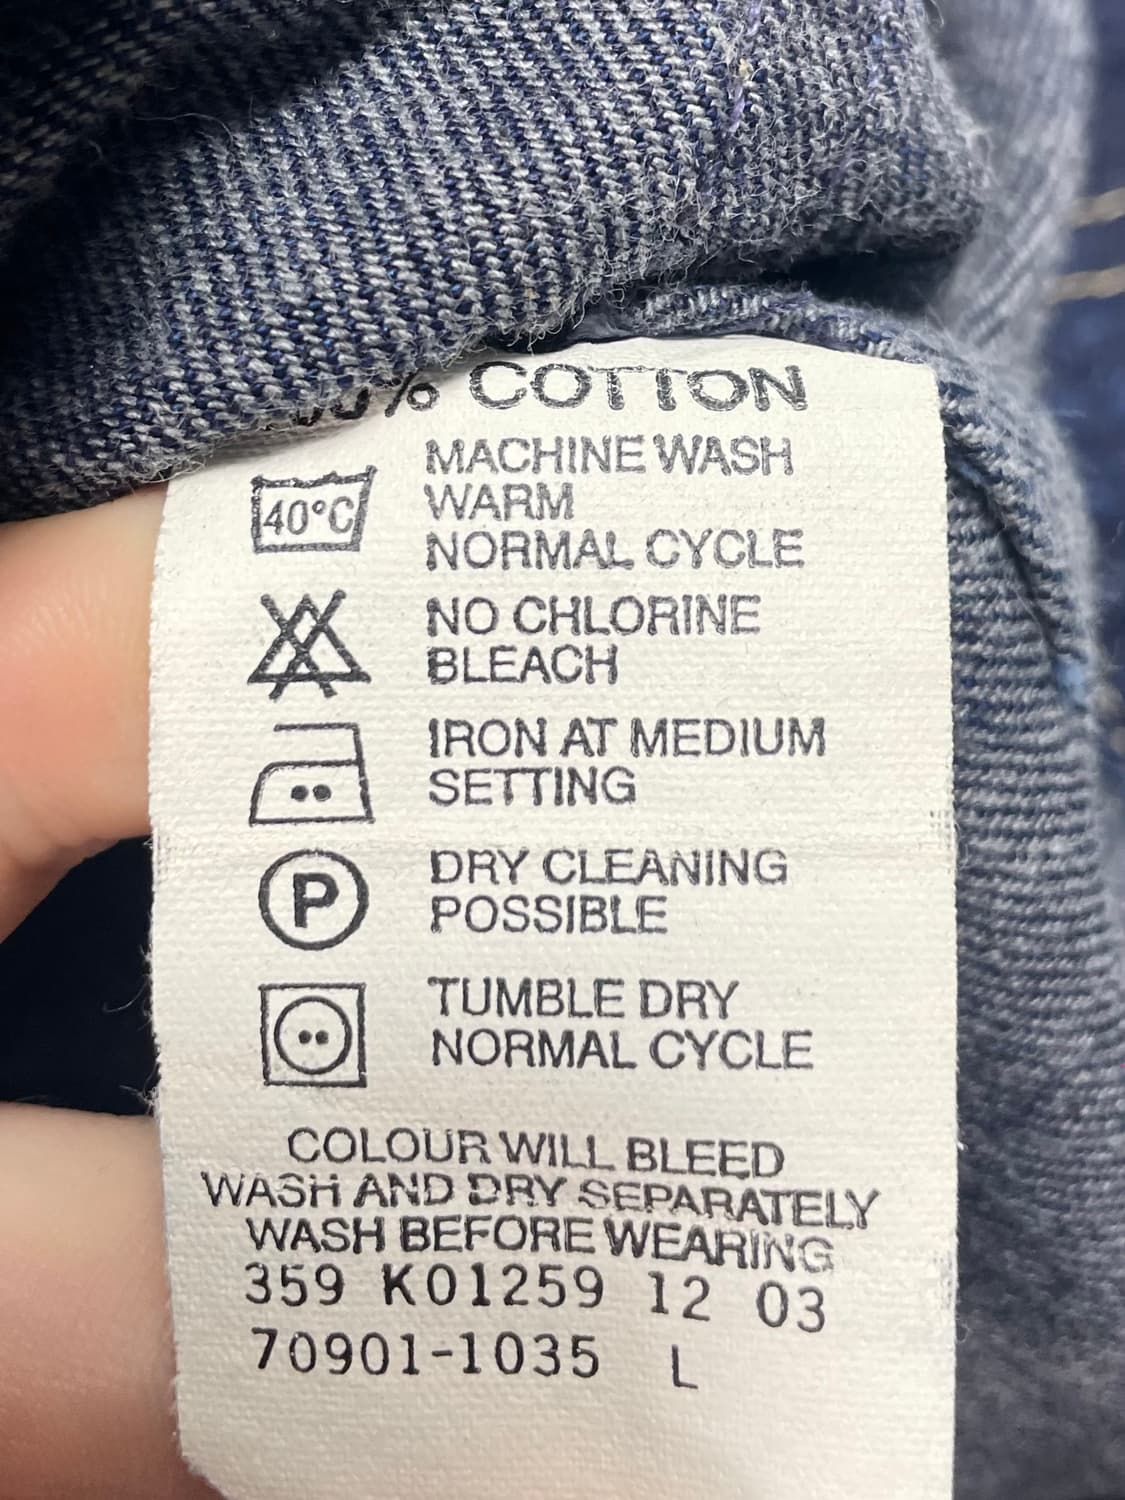 % COTTON
40°C
MACHINE WASH
WARM
NORMAL CYCLE
NO CHLORINE
BLEACH
IRON AT MEDIUM
SETTING
P
DRY CLEANING
POSSIBLE
TUMBLE DRY
NORMAL CYCLE
COLOUR WILL BLEED
WASH AND DRY SEPARATELY
WASH BEFORE WEARING
359 K01259 12 03
70901-1035 L